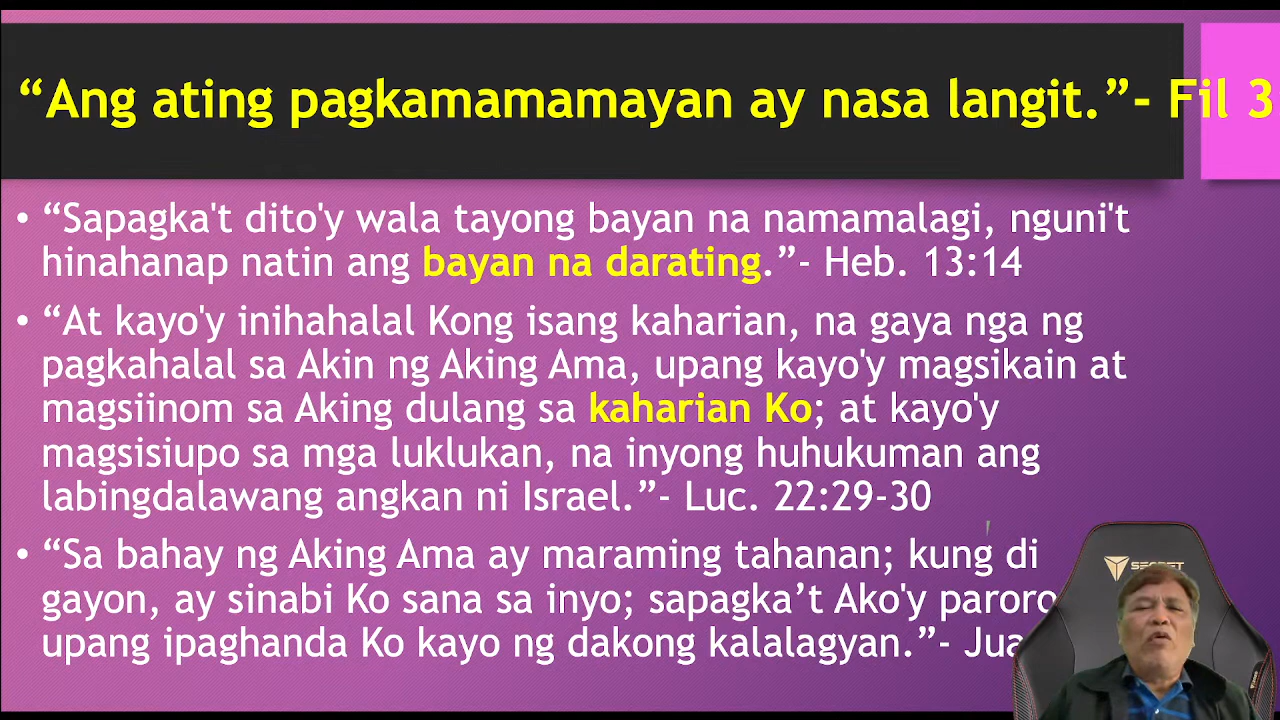 “Ang ating pagkamamamayan ay nasa langit.”- Fil 3
• “Sapagka't dito'y wala tayong bayan na namamalagi, nguni't
hinahanap natin ang bayan na darating.”- Heb. 13:14
• “At kayo'y inihahalal Kong isang kaharian, na gaya nga ng
pagkahalal sa Akin ng Aking Ama, upang kayo'y magsikain at
magsiinom sa Aking dulang sa kaharian Ko; at kayo'y
magsisiupo sa mga luklukan, na inyong huhukuman ang
labingdalawang angkan ni Israel.”- Luc. 22:29-30
• “Sa bahay ng Aking Ama ay maraming tahanan; kung di
gayon, ay sinabi Ko sana sa inyo; sapagka’t Ako'y paroro
upang ipaghanda Ko kayo ng dakong kalalagyan.”- Jua
SECRET